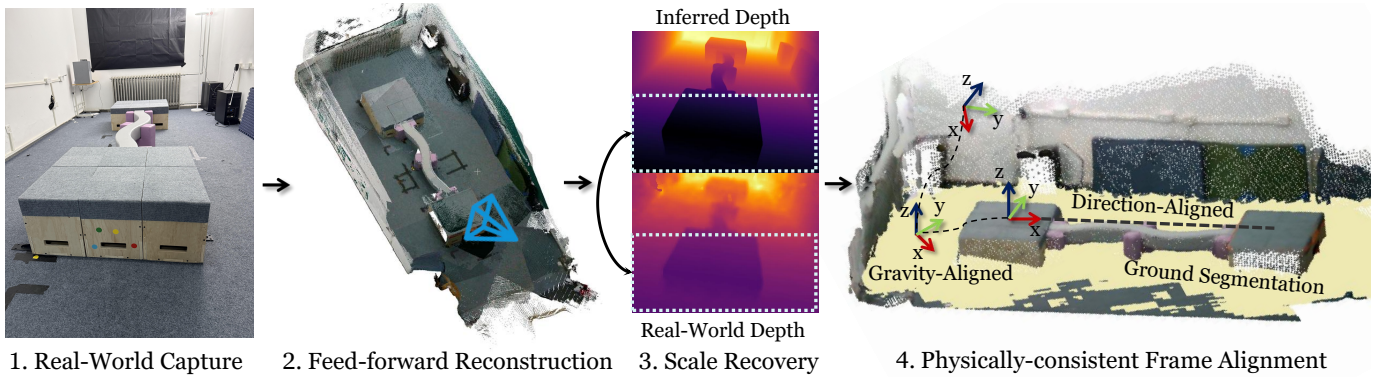 Inferred Depth
z
y
x
z
y
x
z
y
x
Direction-Aligned
Gravity-Aligned
Ground Segmentation
Real-World Depth
1. Real-World Capture
2. Feed-forward Reconstruction
3. Scale Recovery
4. Physically-consistent Frame Alignment